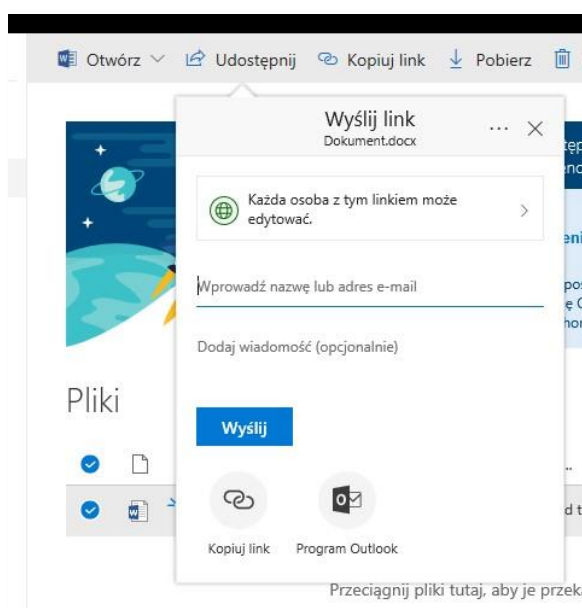 Otwórz Udostępnij Kopiuj link Pobierz
Wyślij link
Dokument.docx
Każda osoba z tym linkiem może
edytować.
Wprowadź nazwę lub adres e-mail
Dodaj wiadomość (opcjonalnie)
Pliki
Wyślij
Kopiuj link Program Outlook
Przeciągnij pliki tutaj, aby je